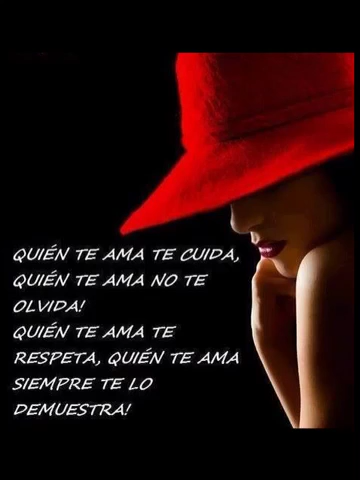 QUIÉN TE AMA TE CUIDA,
QUIÉN TE AMA NO TE
OLVIDA!
QUIÉN TE AMA TE
RESPETA, QUIÉN TE AMA
SIEMPRE TE LO
DEMUESTRA!